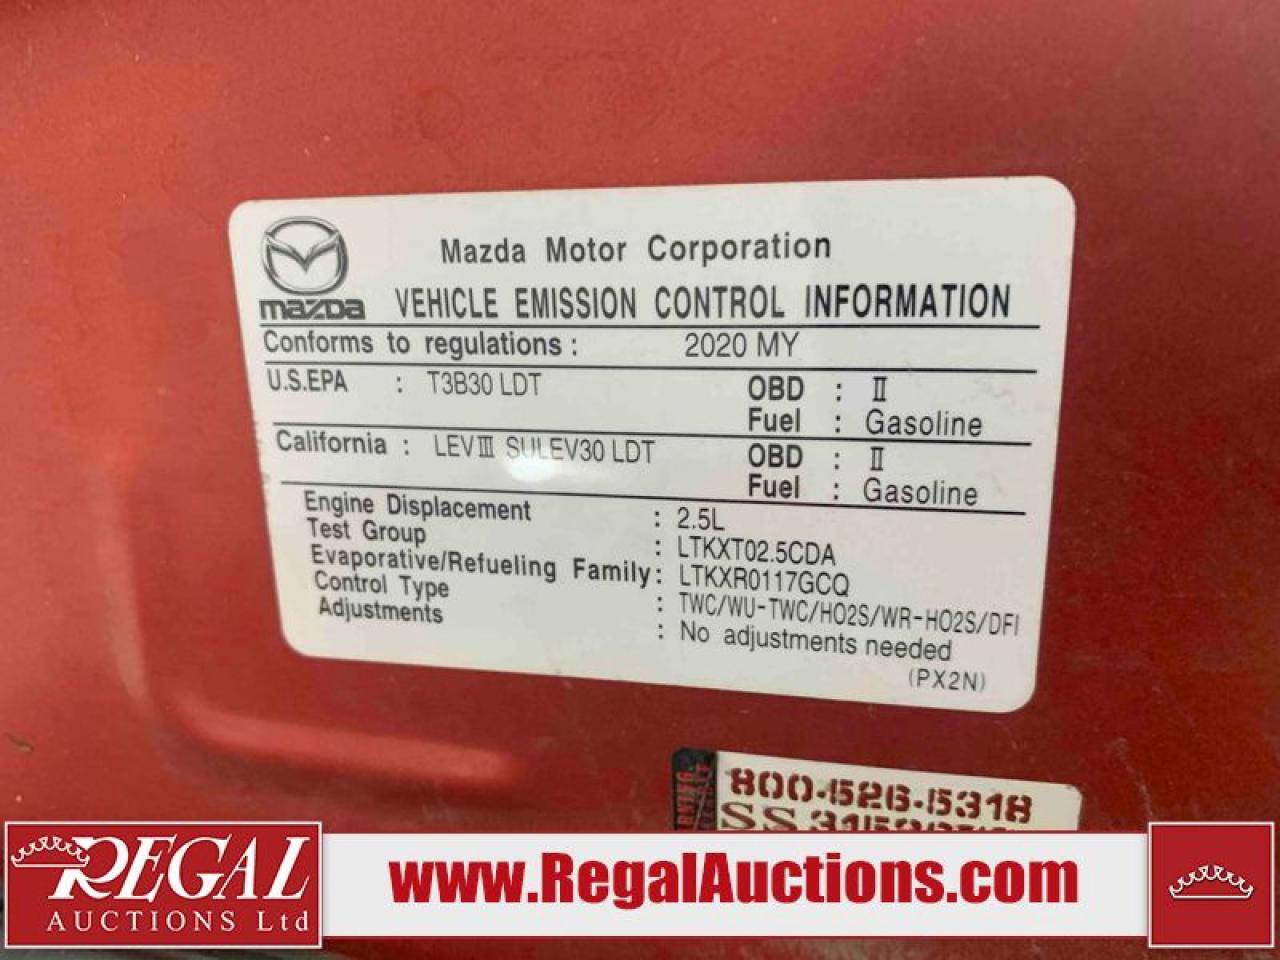 Mazda Motor Corporation
mazda VEHICLE EMISSION CONTROL INFORMATION
Conforms to regulations : 2020 MY
U.S.EPA : T3B30 LDT OBD : II
Fuel : Gasoline
California : LEVIII SULEV30 LDT OBD : II
Fuel : Gasoline
Engine Displacement : 2.5L
Test Group : LTKXT02.5CDA
Evaporative/Refueling Family : LTKXR0117GCQ
Control Type : TWC/WU-TWC/HO2S/WR-HO2S/DFI
Adjustments : No adjustments needed
(PX2N)
800-526-5318
SS
REGAL
AUCTIONS Ltd
www.RegalAuctions.com